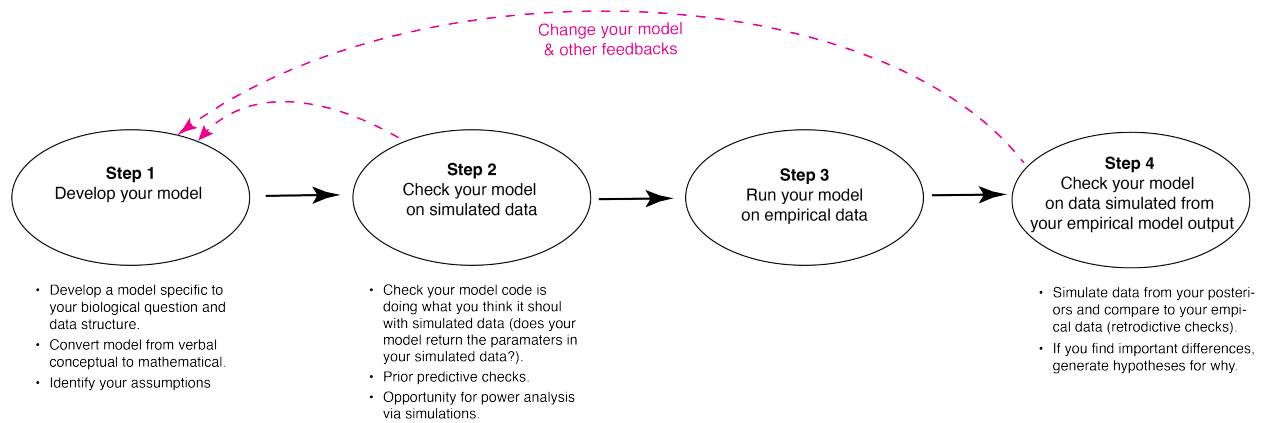 Change your model
& other feedbacks
Step 1
Develop your model
Step 2
Check your model
on simulated data
Step 3
Run your model
on empirical data
Step 4
Check your model
on data simulated from
your empirical model output
• Develop a model specific to
your biological question and
data structure.
• Convert model from verbal
conceptual to mathematical.
• Identify your assumptions
• Check your model code is
doing what you think it shoul
with simulated data (does your
model return the paramaters in
your simulated data?).
• Prior predictive checks.
• Opportunity for power analysis
via simulations.
• Simulate data from your posteri-
ors and compare to your empi-
cal data (retrodictive checks).
• If you find important differences,
generate hypotheses for why.